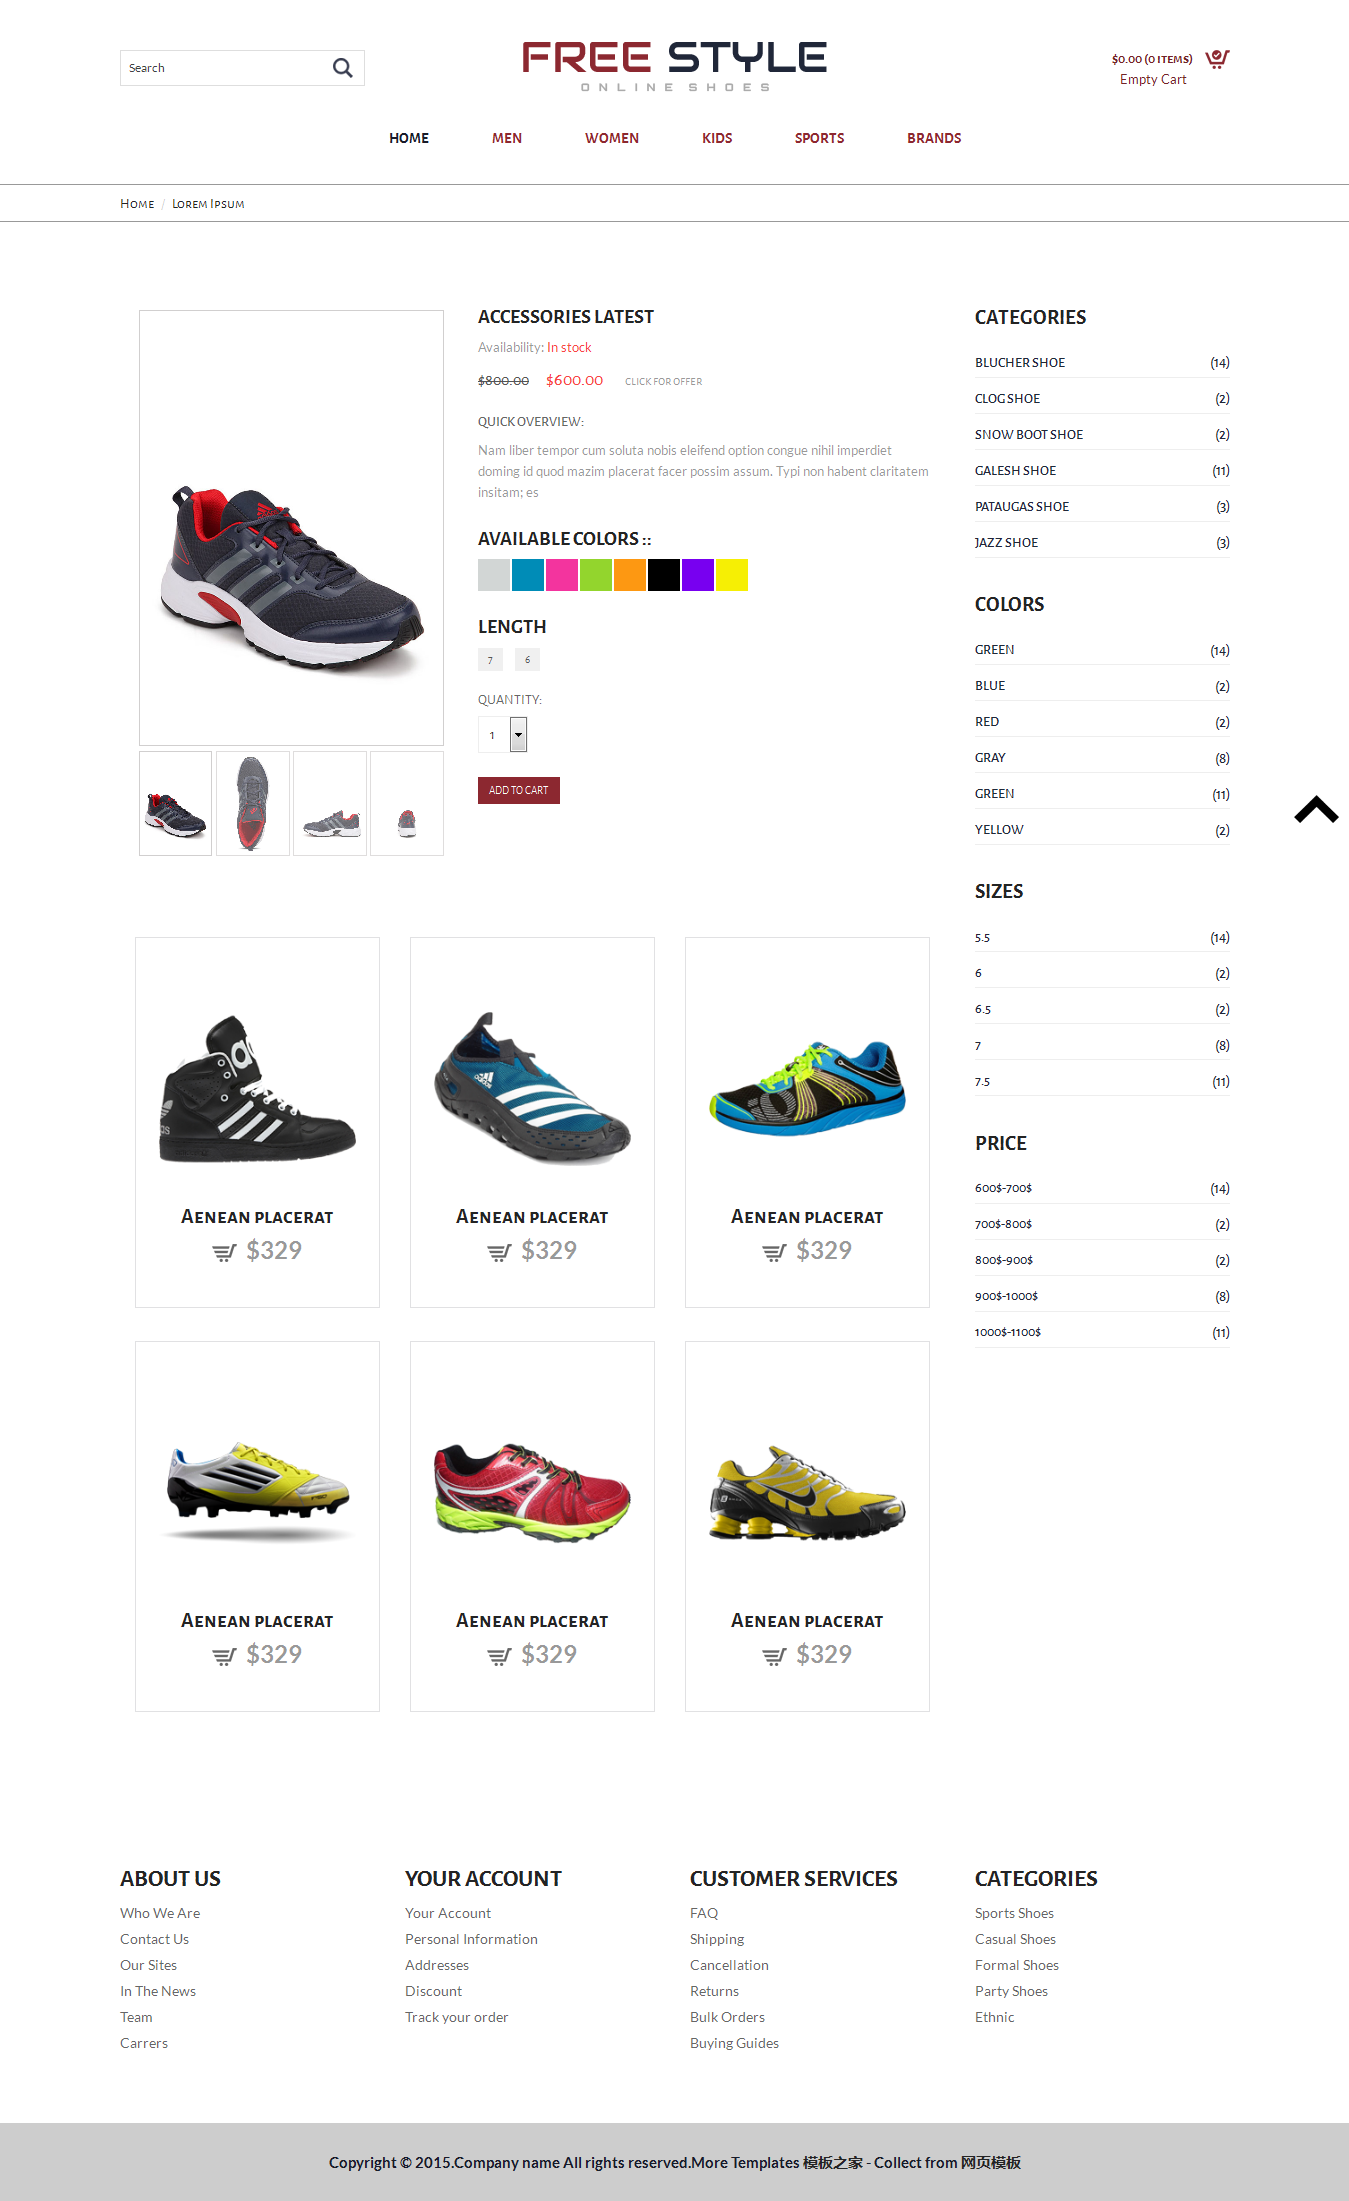 Search
FREE STYLE
ONLINE SHOES
$0.00 (0 items)
Empty Cart
HOME MEN WOMEN KIDS SPORTS BRANDS
Home / Lorem Ipsum
ACCESSORIES LATEST
Availability: In stock
$800.00 $600.00 CLICK FOR OFFER
QUICK OVERVIEW:
Nam liber tempor cum soluta nobis eleifend option congue nihil imperdiet
doming id quod mazim placerat facer possim assum. Typi non habent claritatem
insitam; es
AVAILABLE COLORS ::
LENGTH
7 6
QUANTITY:
1
ADD TO CART
CATEGORIES
BLUCHER SHOE (14)
CLOG SHOE (2)
SNOW BOOT SHOE (2)
GALESH SHOE (11)
PATAUGAS SHOE (3)
JAZZ SHOE (3)
COLORS
GREEN (14)
BLUE (2)
RED (2)
GRAY (8)
GREEN (11)
YELLOW (2)
SIZES
5.5 (14)
6 (2)
6.5 (2)
7 (8)
7.5 (11)
PRICE
600$-700$ (14)
700$-800$ (2)
800$-900$ (2)
900$-1000$ (8)
1000$-1100$ (11)
Aenean placerat Aenean placerat Aenean placerat
$329 $329 $329
Aenean placerat Aenean placerat Aenean placerat
$329 $329 $329
ABOUT US
Who We Are
Contact Us
Our Sites
In The News
Team
Carrers
YOUR ACCOUNT
Your Account
Personal Information
Addresses
Discount
Track your order
CUSTOMER SERVICES
FAQ
Shipping
Cancellation
Returns
Bulk Orders
Buying Guides
CATEGORIES
Sports Shoes
Casual Shoes
Formal Shoes
Party Shoes
Ethnic
Copyright © 2015.Company name All rights reserved.More Templates 模板之家 - Collect from 网页模板